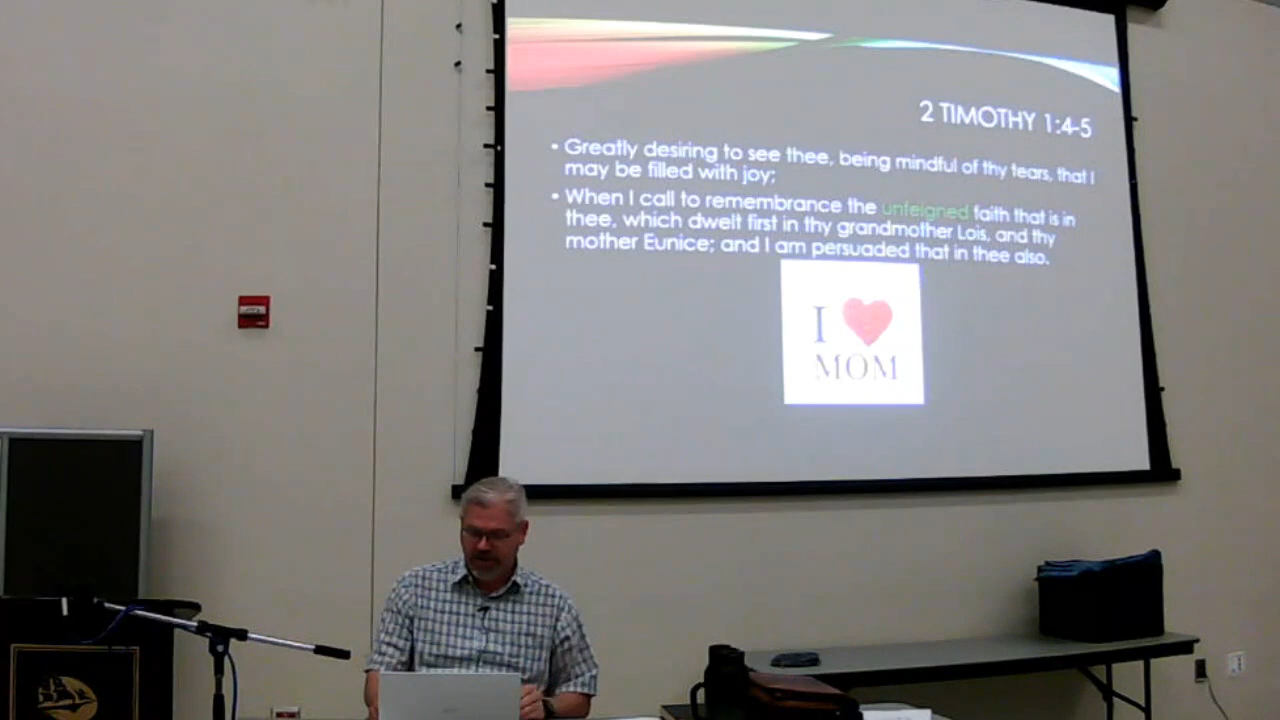 2 TIMOTHY 1:4-5
• Greatly desiring to see thee, being mindful of thy tears, that I
may be filled with joy;
• When I call to remembrance the unfeigned faith that is in
thee, which dwelt first in thy grandmother Lois, and thy
mother Eunice; and I am persuaded that in thee also.
I
MOM